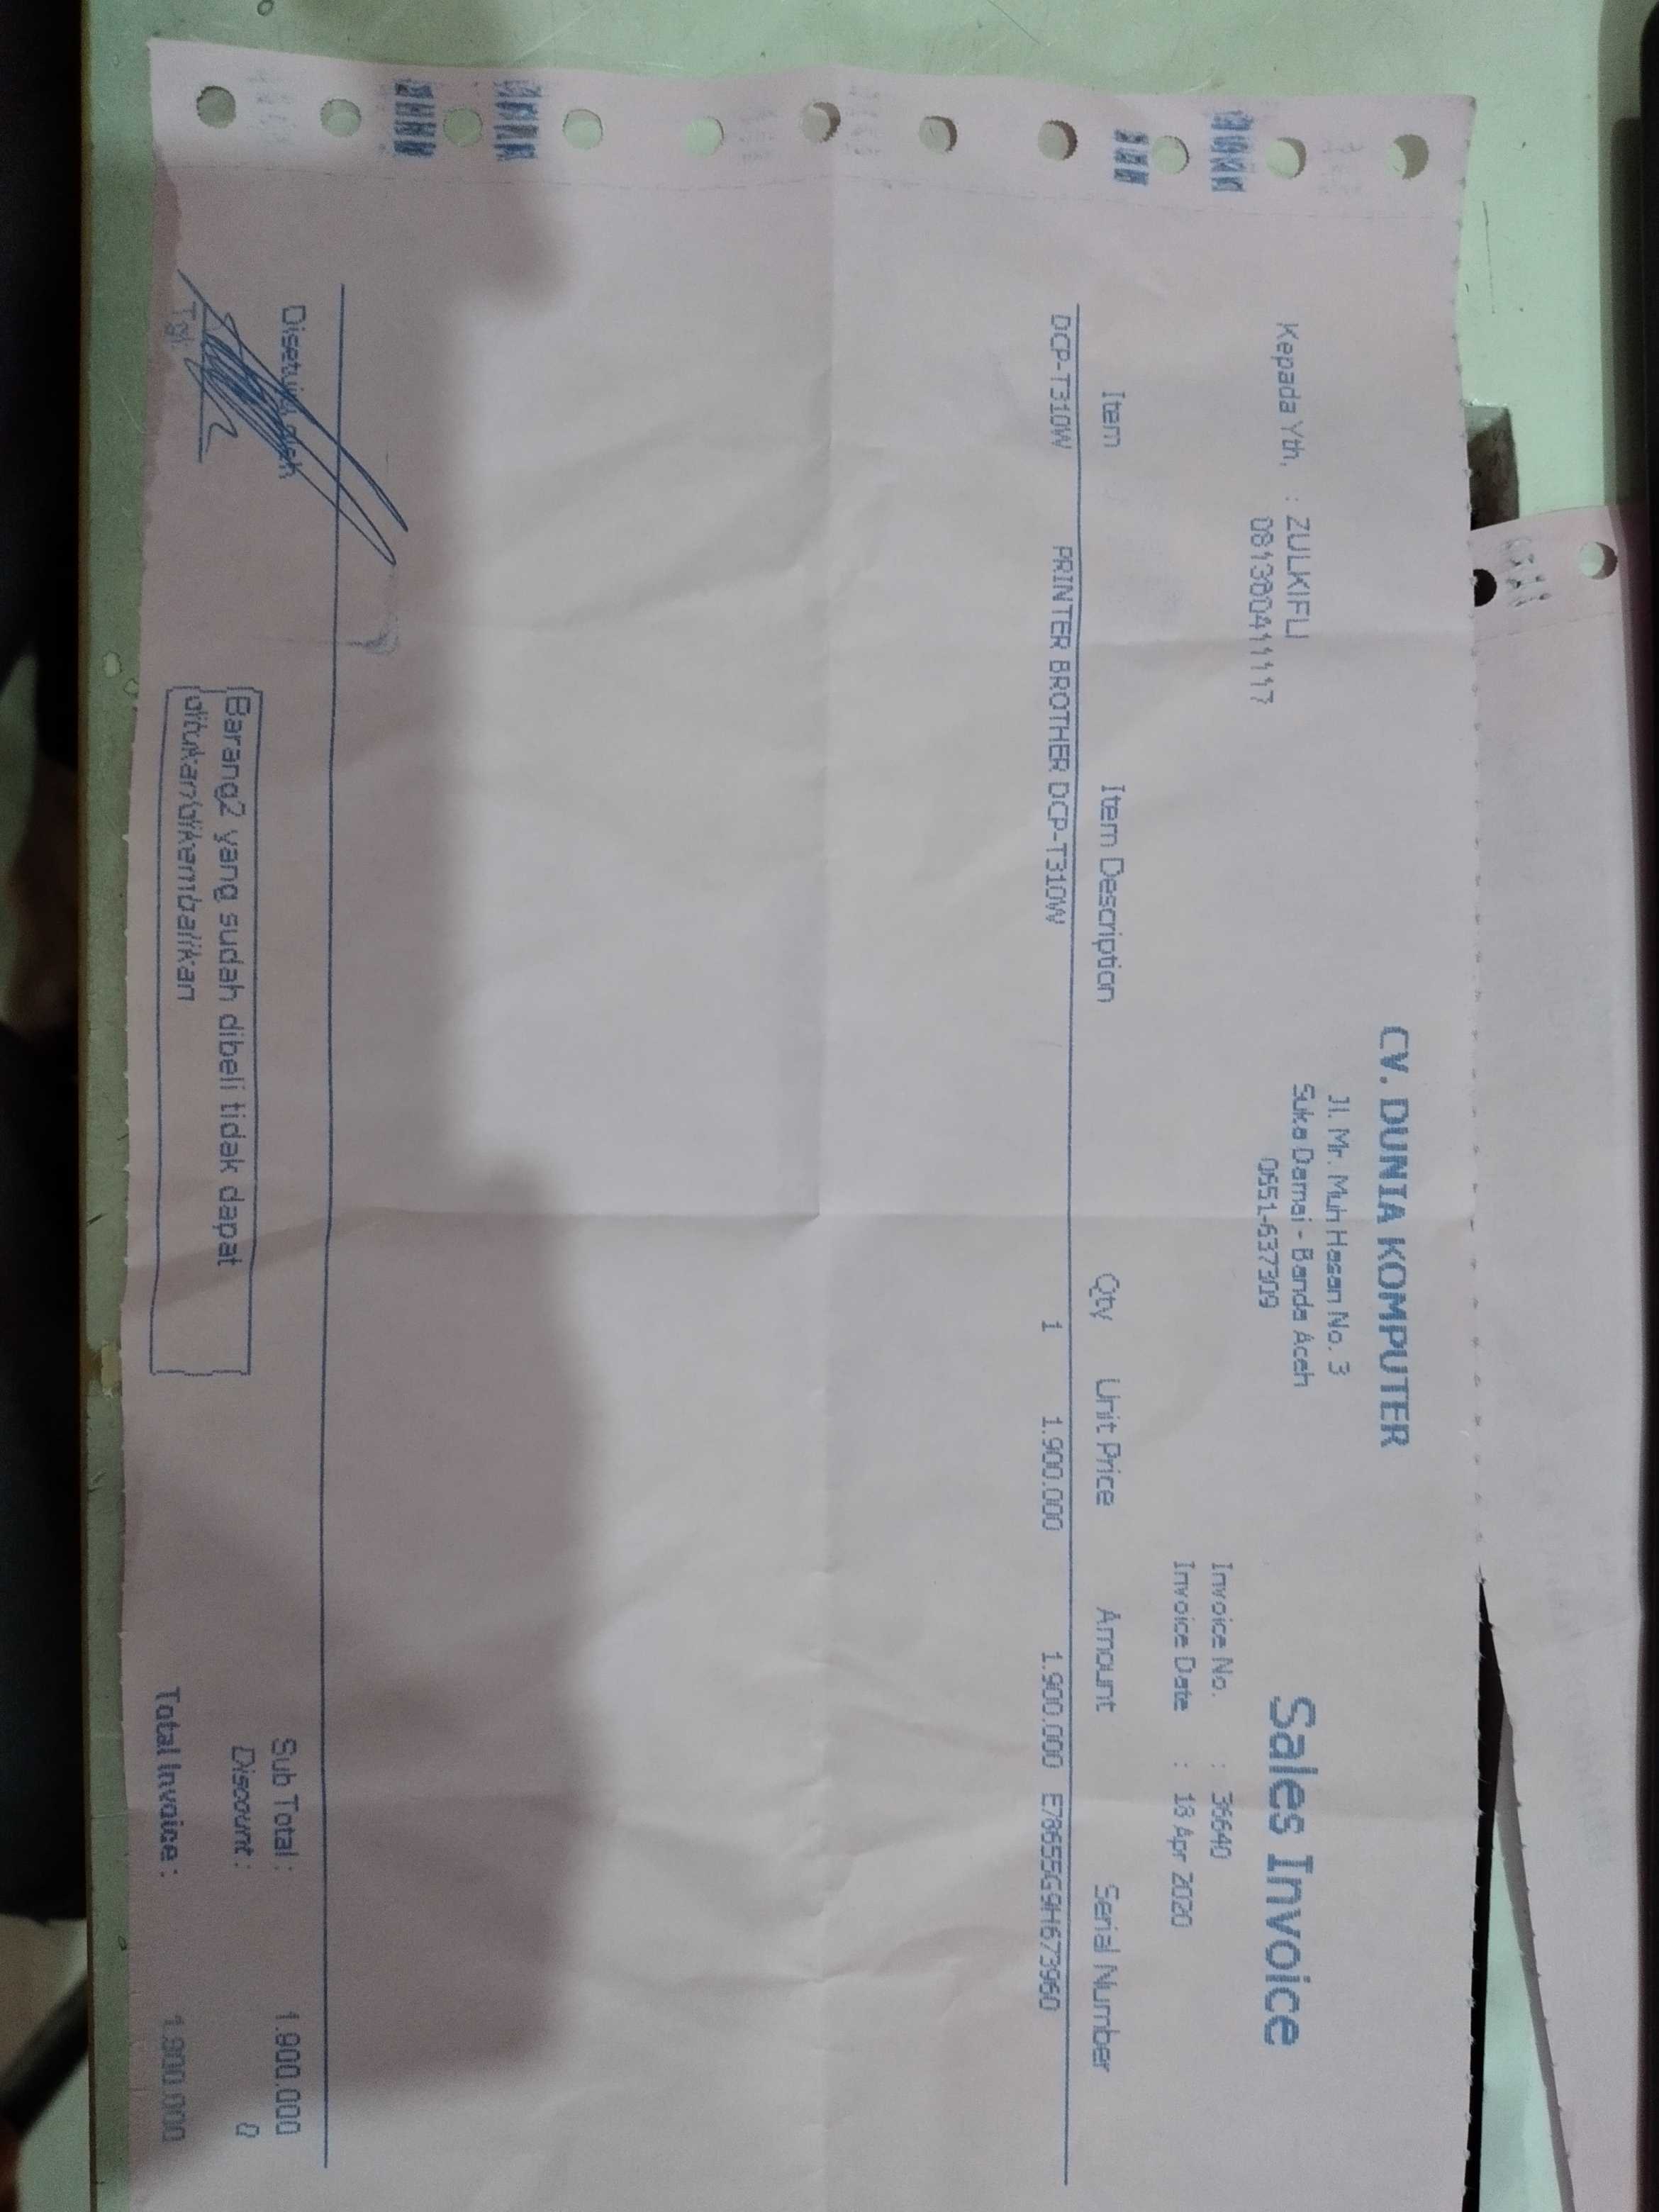 CV. DUNIA KOMPUTER
Jl. Mr. Muh Hasan No. 3
Suka Damai - Banda Aceh
0651-637309
Sales Invoice
Kepada Yth. : ZULKIFLI
081380411117
Invoice No. : 36640
Invoice Date : 18 Apr 2020
Item Item Description Qty Unit Price Amount Serial Number
DCP-T310W PRINTER BROTHER DCP-T310W 1 1.900.000 1.900.000 E78655G9H673960
Disetujui oleh
Tgl.
Barang2 yang sudah dibeli tidak dapat
ditukar/dikembalikan
Sub Total : 1.900.000
Discount : 0
Total Invoice : 1.900.000